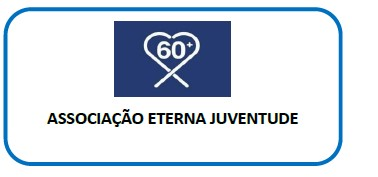 60+
ASSOCIAÇÃO ETERNA JUVENTUDE